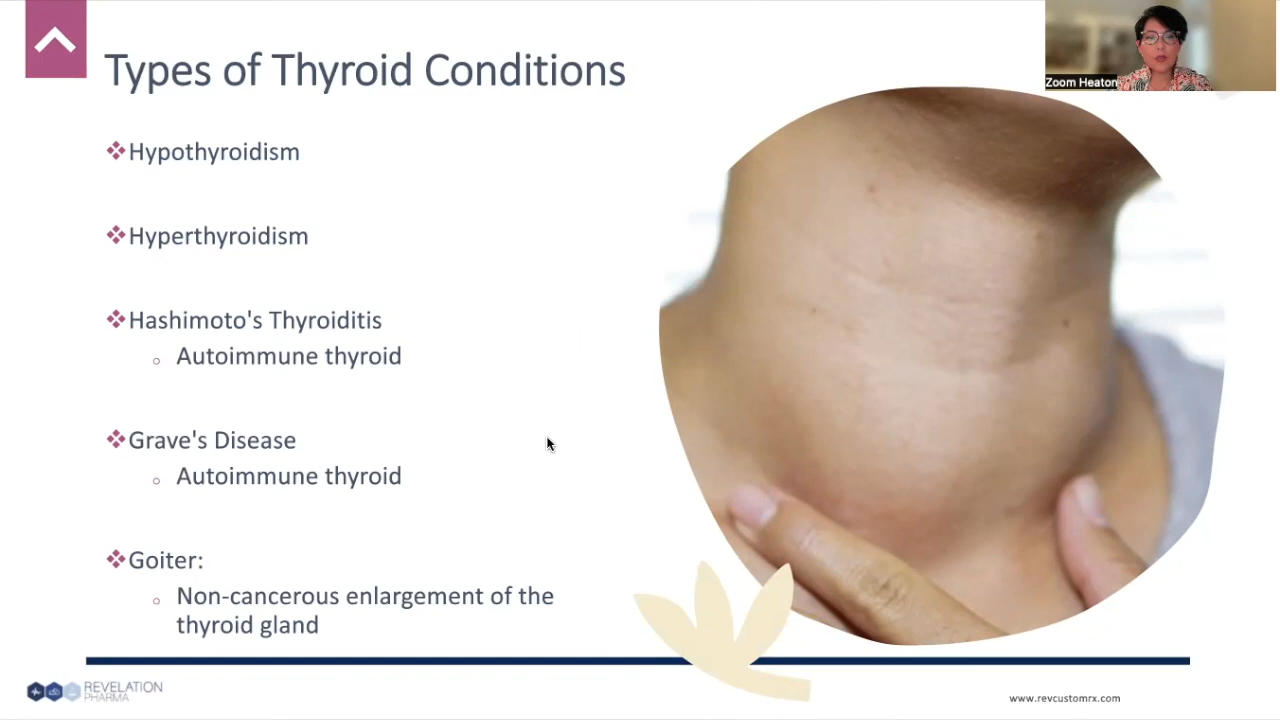 Types of Thyroid Conditions
Zoom Heaton
Hypothyroidism
Hyperthyroidism
Hashimoto's Thyroiditis
Autoimmune thyroid
Grave's Disease
Autoimmune thyroid
Goiter:
Non-cancerous enlargement of the
thyroid gland
REVELATION
PHARMA
www.revcustomrx.com